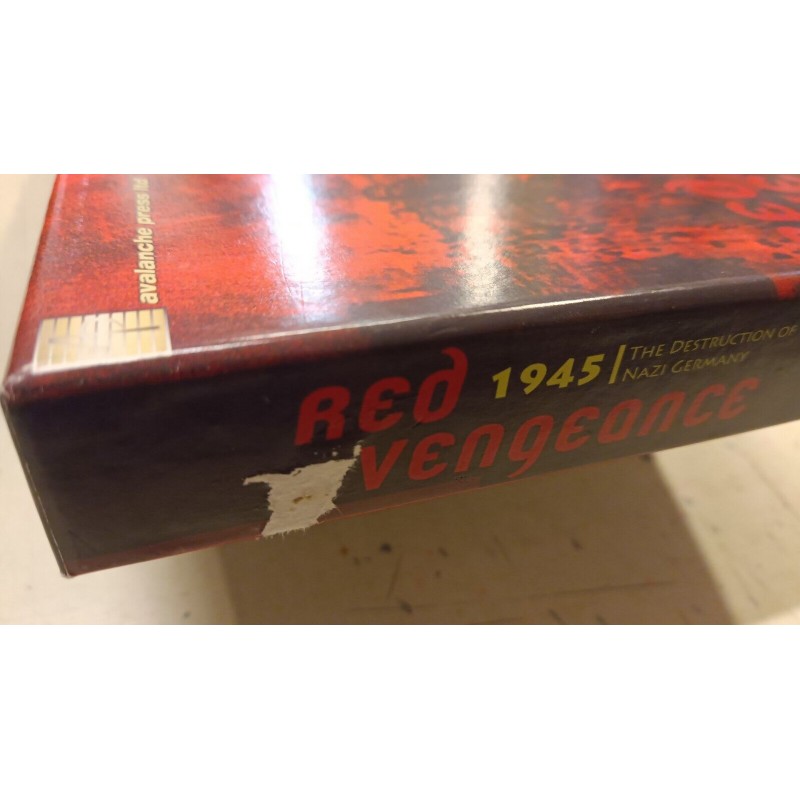 avalanche press ltd
RED 1945 THE DESTRUCTION OF
NAZI GERMANY
VENGEANCE